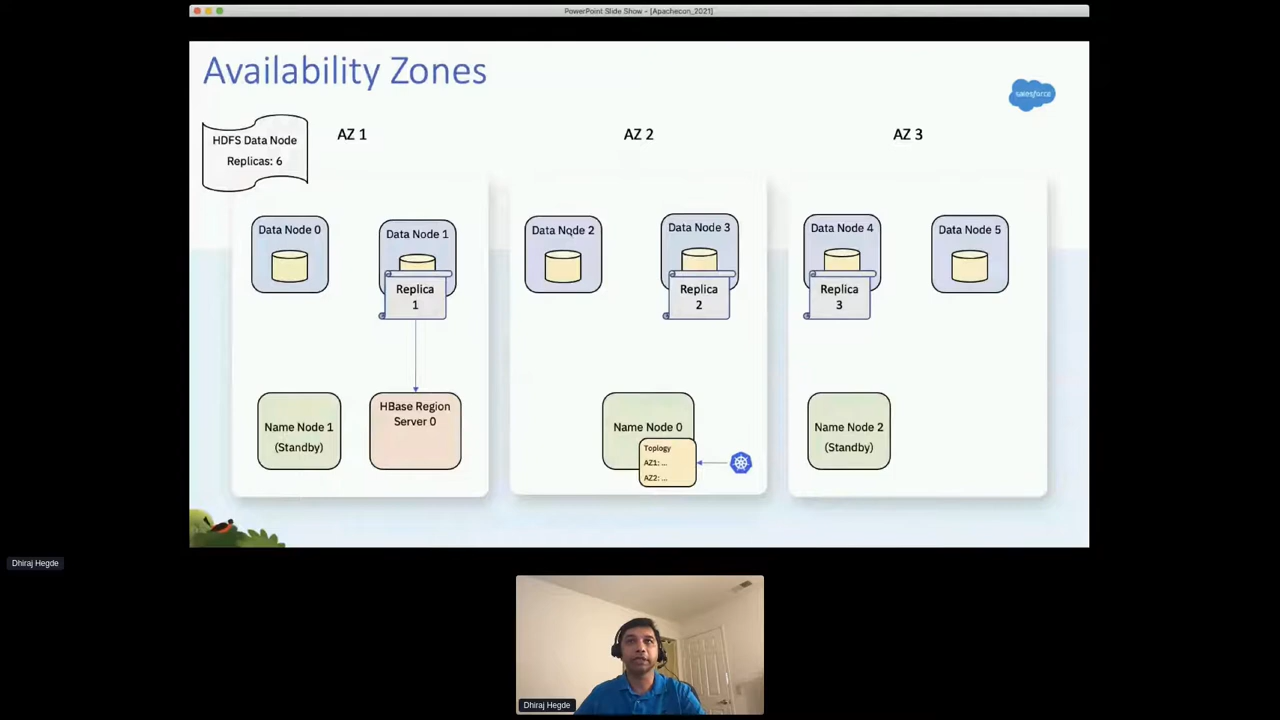 PowerPoint Slide Show - [Apachecon_2021]
Availability Zones
salesforce
HDFS Data Node
Replicas: 6
AZ 1
AZ 2
AZ 3
Data Node 0
Data Node 1
Replica
1
Data Node 2
Data Node 3
Replica
2
Data Node 4
Replica
3
Data Node 5
Name Node 1
(Standby)
HBase Region
Server 0
Name Node 0
Toplogy
AZ1: ...
AZ2: ...
Name Node 2
(Standby)
Dhiraj Hegde
Dhiraj Hegde